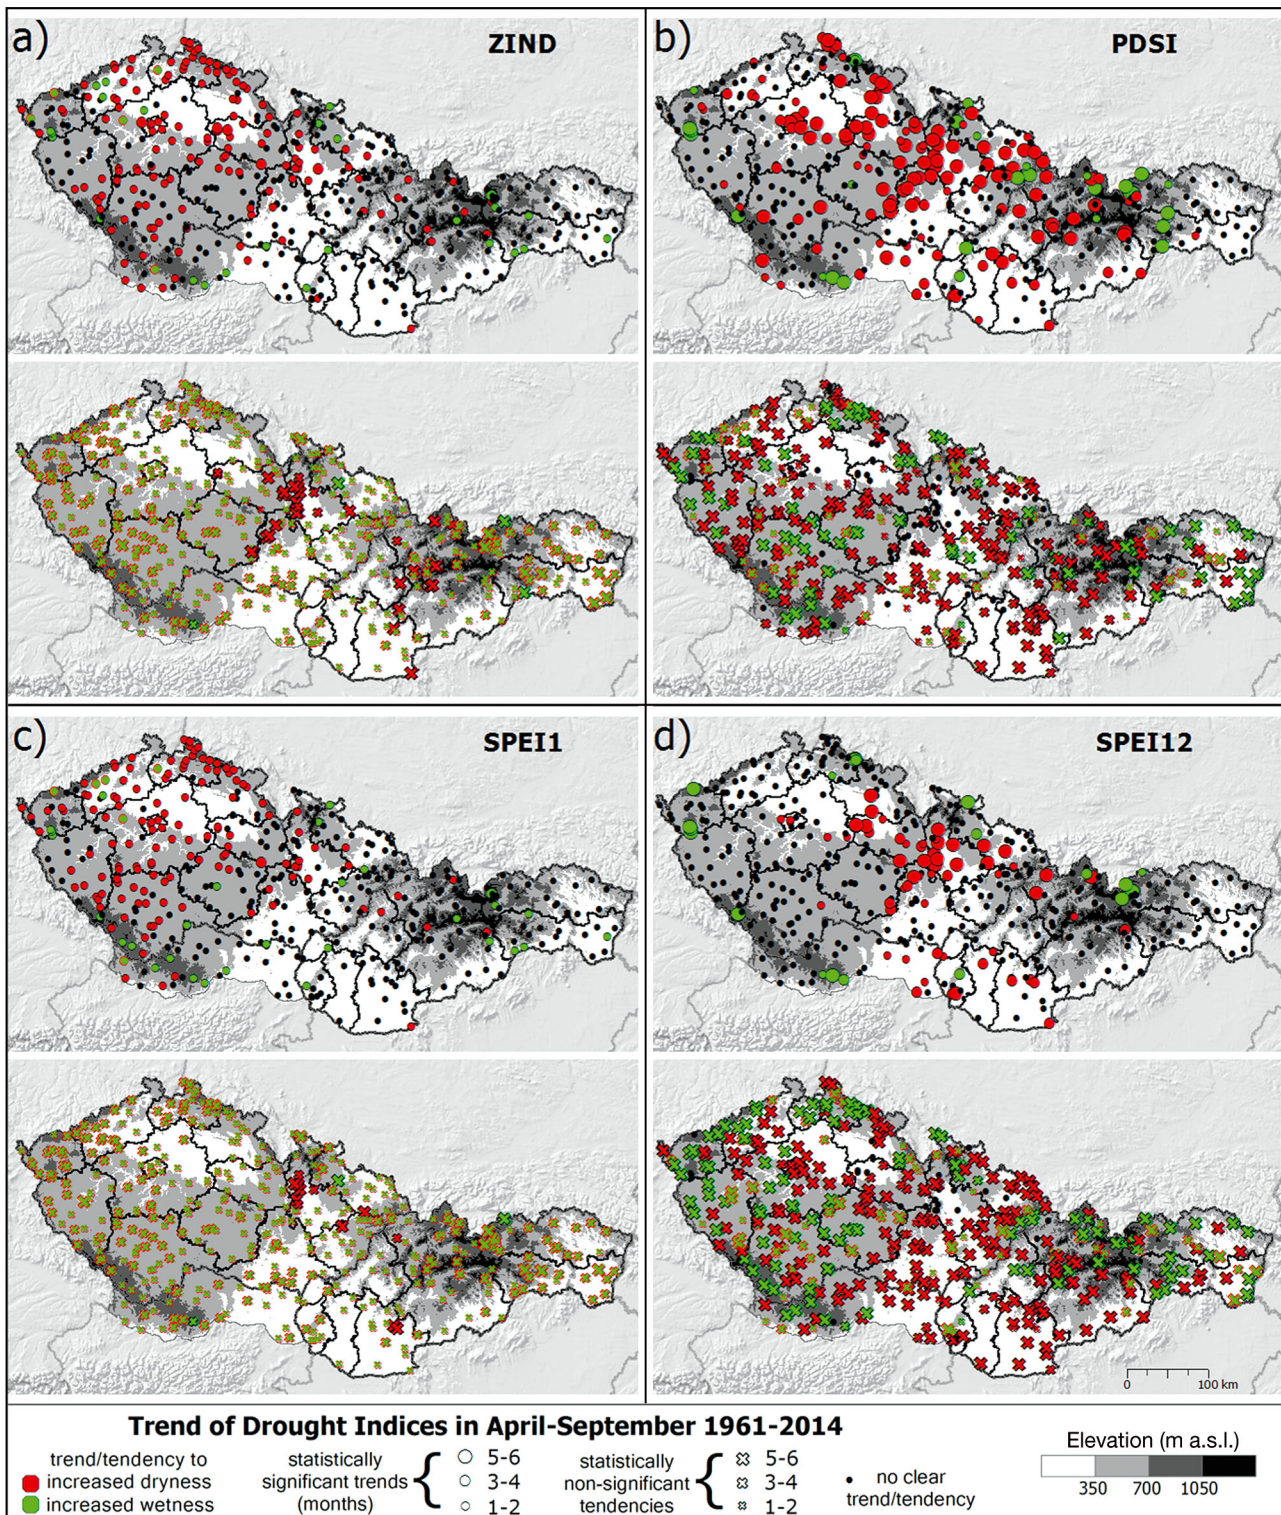 a)
ZIND
b)
PDSI
c)
SPEI1
d)
SPEI12
0
100 km
Trend of Drought Indices in April-September 1961-2014
trend/tendency to
increased dryness
increased wetness
statistically
significant trends
(months)
5-6
3-4
1-2
statistically
non-significant
tendencies
5-6
3-4
1-2
no clear
trend/tendency
Elevation (m a.s.l.)
350 700 1050